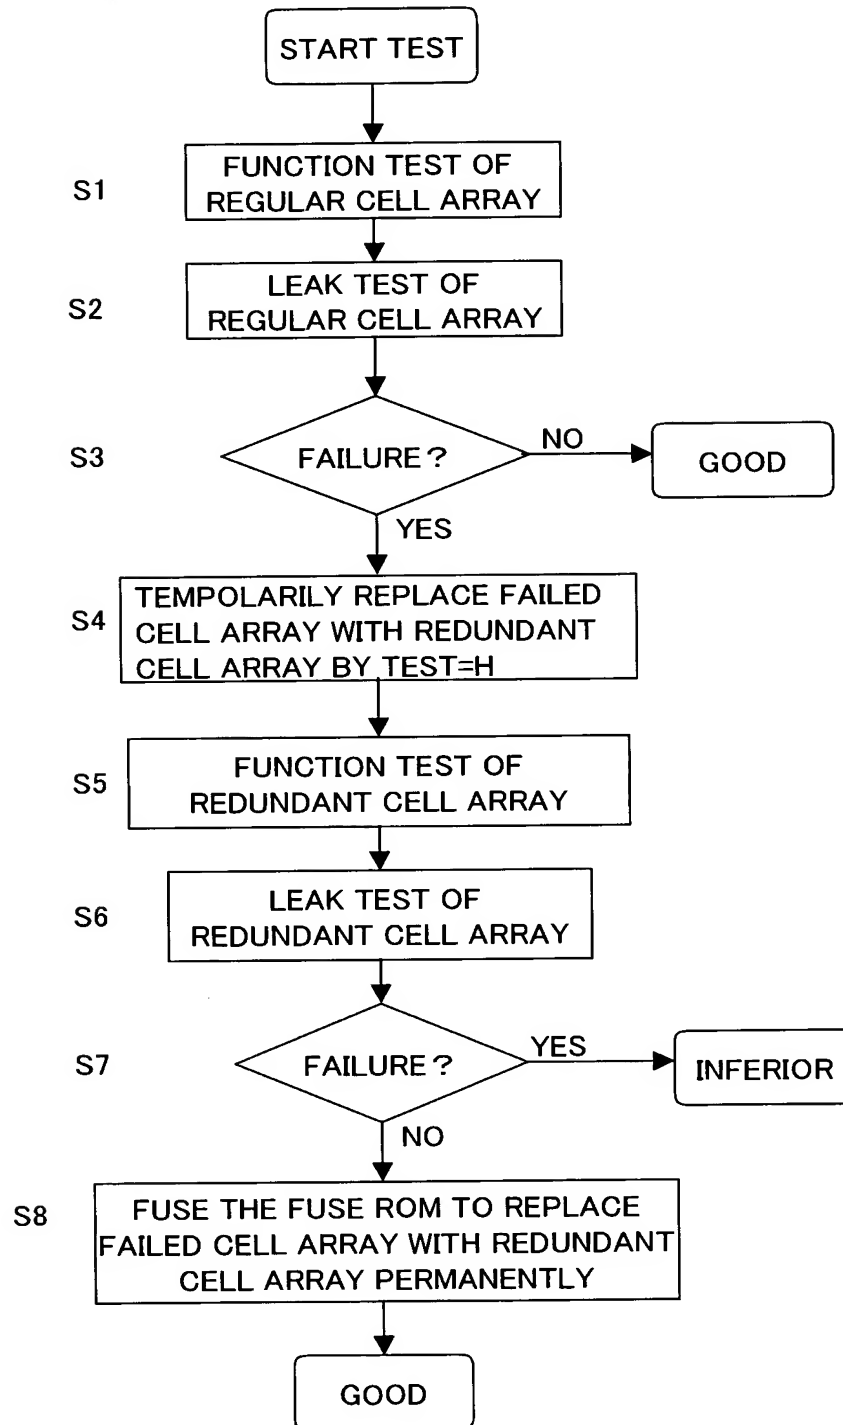 START TEST
S1
FUNCTION TEST OF
REGULAR CELL ARRAY
S2
LEAK TEST OF
REGULAR CELL ARRAY
S3
FAILURE?
NO
GOOD
YES
S4
TEMPOLARILY REPLACE FAILED
CELL ARRAY WITH REDUNDANT
CELL ARRAY BY TEST=H
S5
FUNCTION TEST OF
REDUNDANT CELL ARRAY
S6
LEAK TEST OF
REDUNDANT CELL ARRAY
S7
FAILURE?
YES
INFERIOR
NO
S8
FUSE THE FUSE ROM TO REPLACE
FAILED CELL ARRAY WITH REDUNDANT
CELL ARRAY PERMANENTLY
GOOD